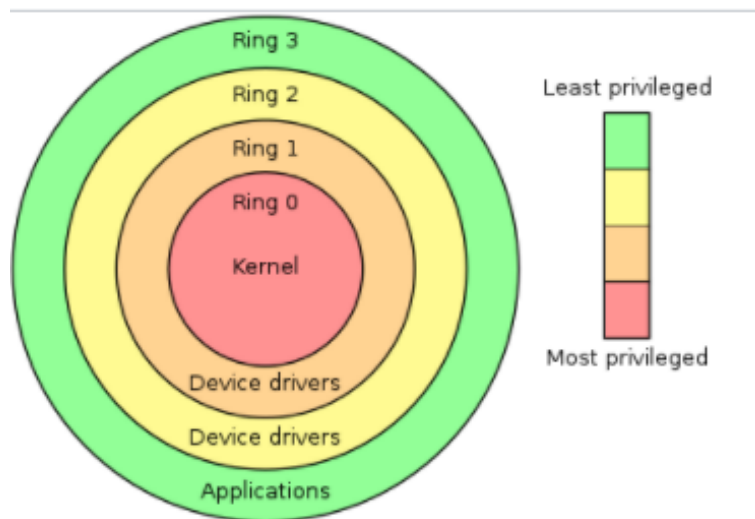 Ring 3
Ring 2
Ring 1
Ring 0
Kernel
Device drivers
Device drivers
Applications
Least privileged
Most privileged